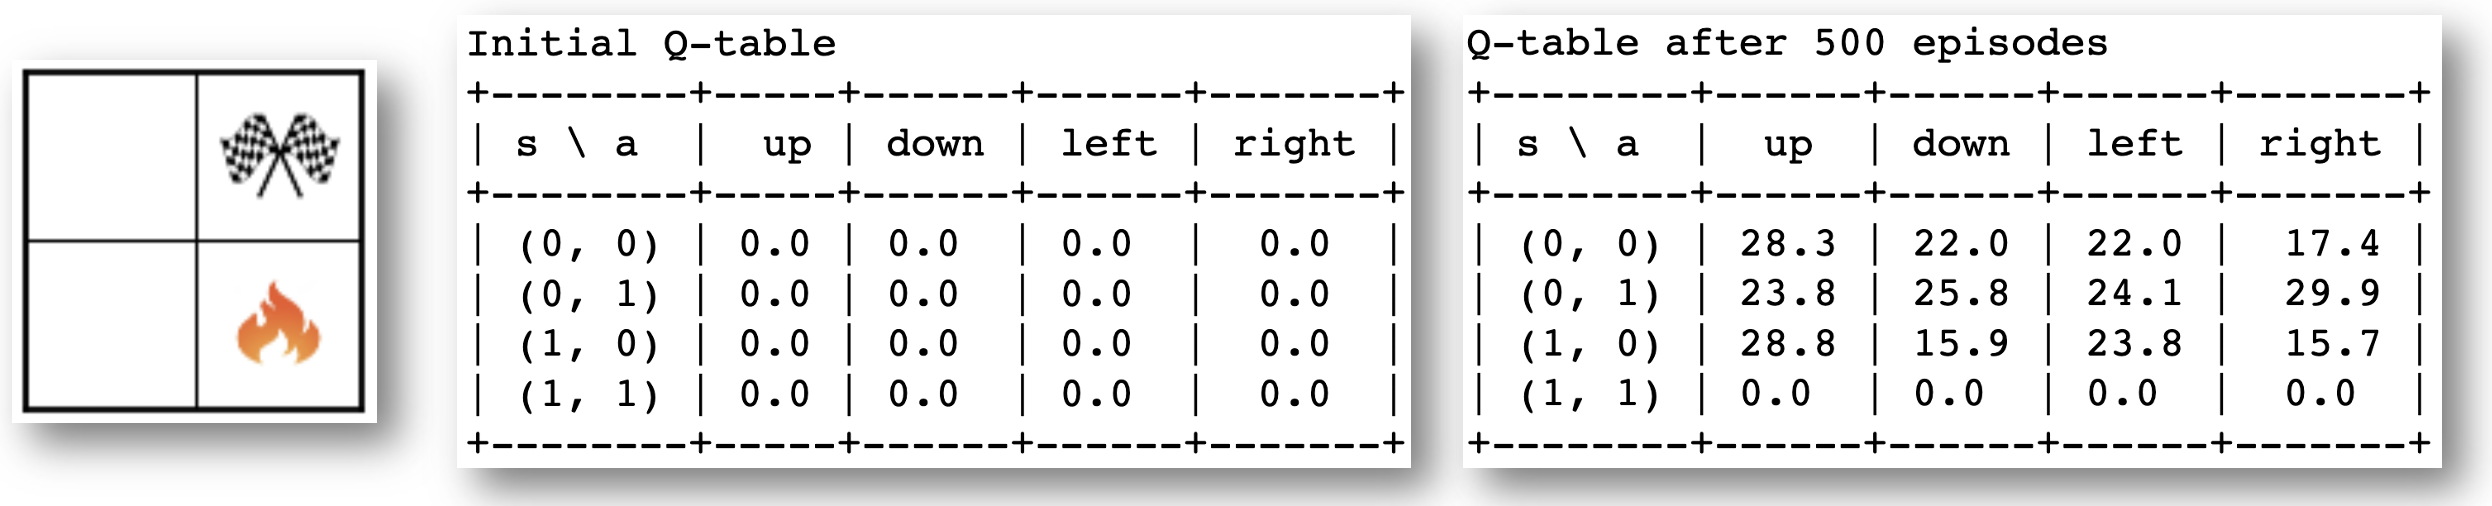 Initial Q-table
+--------+-----+------+------+-------+
| s \ a | up | down | left | right |
+--------+-----+------+------+-------+
| (0, 0) | 0.0 | 0.0 | 0.0 | 0.0 |
| (0, 1) | 0.0 | 0.0 | 0.0 | 0.0 |
| (1, 0) | 0.0 | 0.0 | 0.0 | 0.0 |
| (1, 1) | 0.0 | 0.0 | 0.0 | 0.0 |
+--------+-----+------+------+-------+
Q-table after 500 episodes
+--------+------+------+------+-------+
| s \ a | up | down | left | right |
+--------+------+------+------+-------+
| (0, 0) | 28.3 | 22.0 | 22.0 | 17.4 |
| (0, 1) | 23.8 | 25.8 | 24.1 | 29.9 |
| (1, 0) | 28.8 | 15.9 | 23.8 | 15.7 |
| (1, 1) | 0.0 | 0.0 | 0.0 | 0.0 |
+--------+------+------+------+-------+